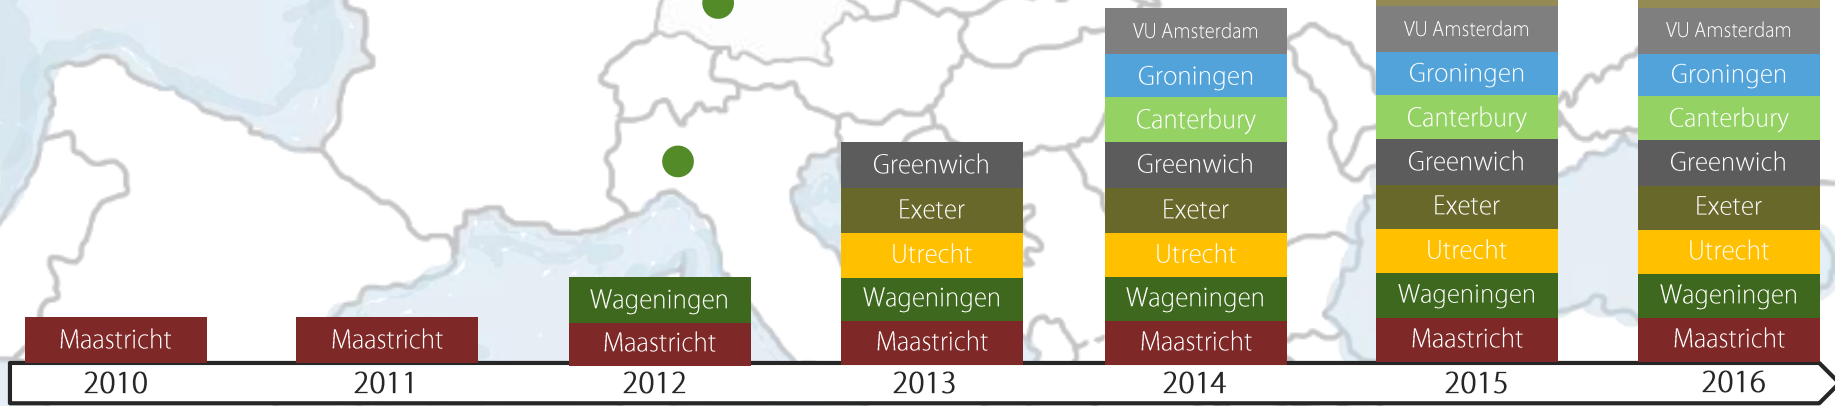 Maastricht
2010
Maastricht
2011
Wageningen
Maastricht
2012
Greenwich
Exeter
Utrecht
Wageningen
Maastricht
2013
VU Amsterdam
Groningen
Canterbury
Greenwich
Exeter
Utrecht
Wageningen
Maastricht
2014
VU Amsterdam
Groningen
Canterbury
Greenwich
Exeter
Utrecht
Wageningen
Maastricht
2015
VU Amsterdam
Groningen
Canterbury
Greenwich
Exeter
Utrecht
Wageningen
Maastricht
2016